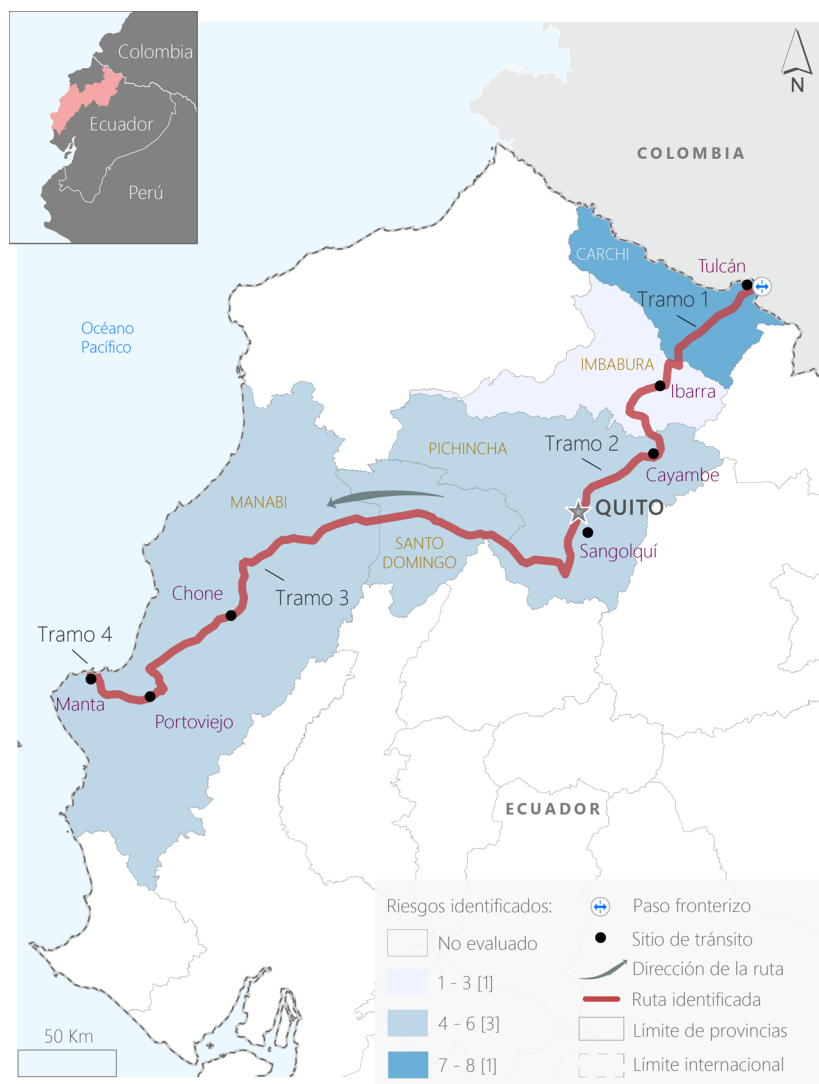 Colombia
Ecuador
Perú
N
COLOMBIA
CARCHI
Tulcán
Tramo 1
Océano
Pacífico
IMBABURA
Ibarra
PICHINCHA
Tramo 2
Cayambe
MANABI
QUITO
SANTO
DOMINGO
Sangolquí
Chone
Tramo 3
Tramo 4
Manta
Portoviejo
ECUADOR
Riesgos identificados:
No evaluado
1 - 3 [1]
4 - 6 [3]
7 - 8 [1]
Paso fronterizo
Sitio de tránsito
Dirección de la ruta
Ruta identificada
Límite de provincias
Límite internacional
50 Km